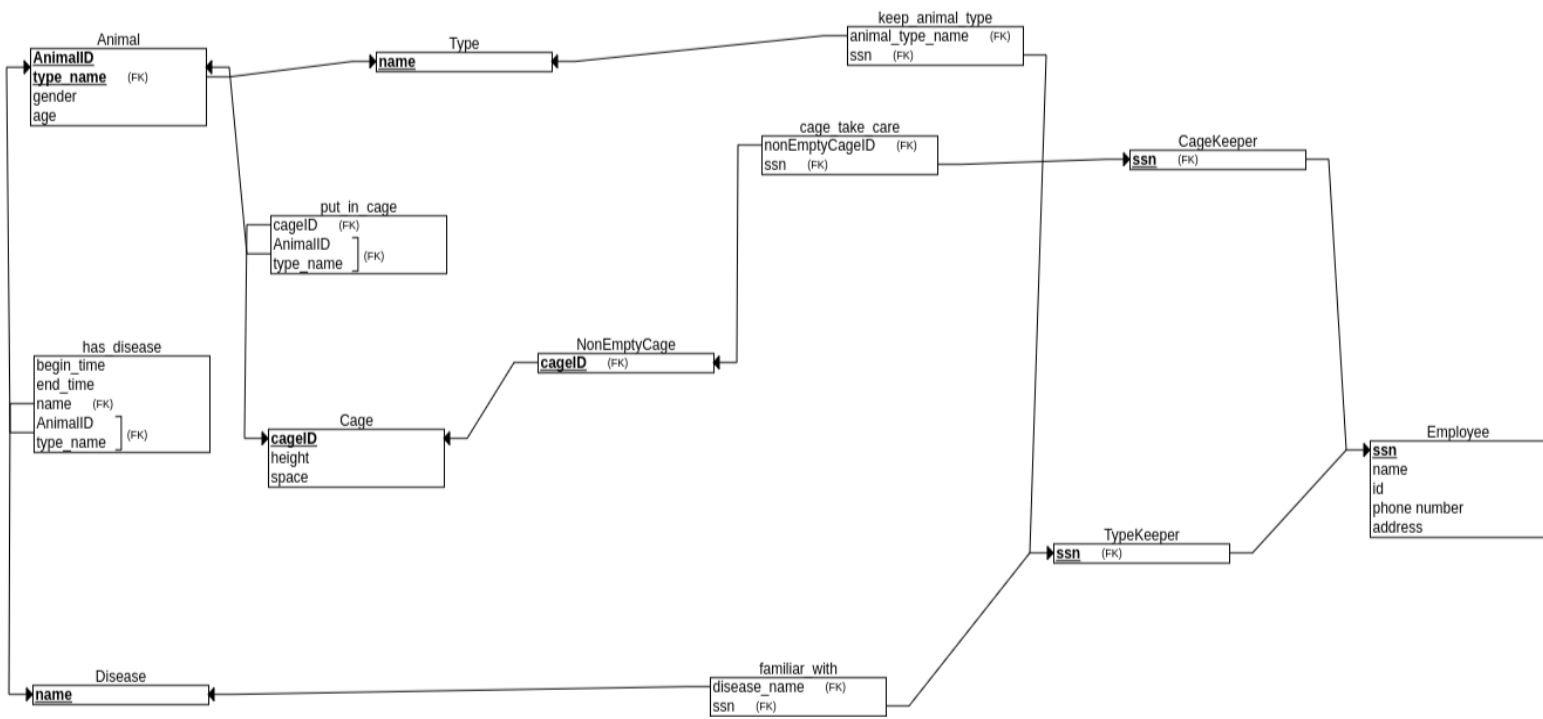 keep_animal_type
animal_type_name (FK)
ssn (FK)
Animal
AnimalID
type_name (FK)
gender
age
Type
name
cage_take_care
nonEmptyCageID (FK)
ssn (FK)
CageKeeper
ssn (FK)
put_in_cage
cageID (FK)
AnimalID
type_name
(FK)
has_disease
begin_time
end_time
name (FK)
AnimalID
type_name
(FK)
NonEmptyCage
cageID (FK)
Cage
cageID
height
space
Employee
ssn
name
id
phone number
address
TypeKeeper
ssn (FK)
Disease
name
familiar_with
disease_name (FK)
ssn (FK)